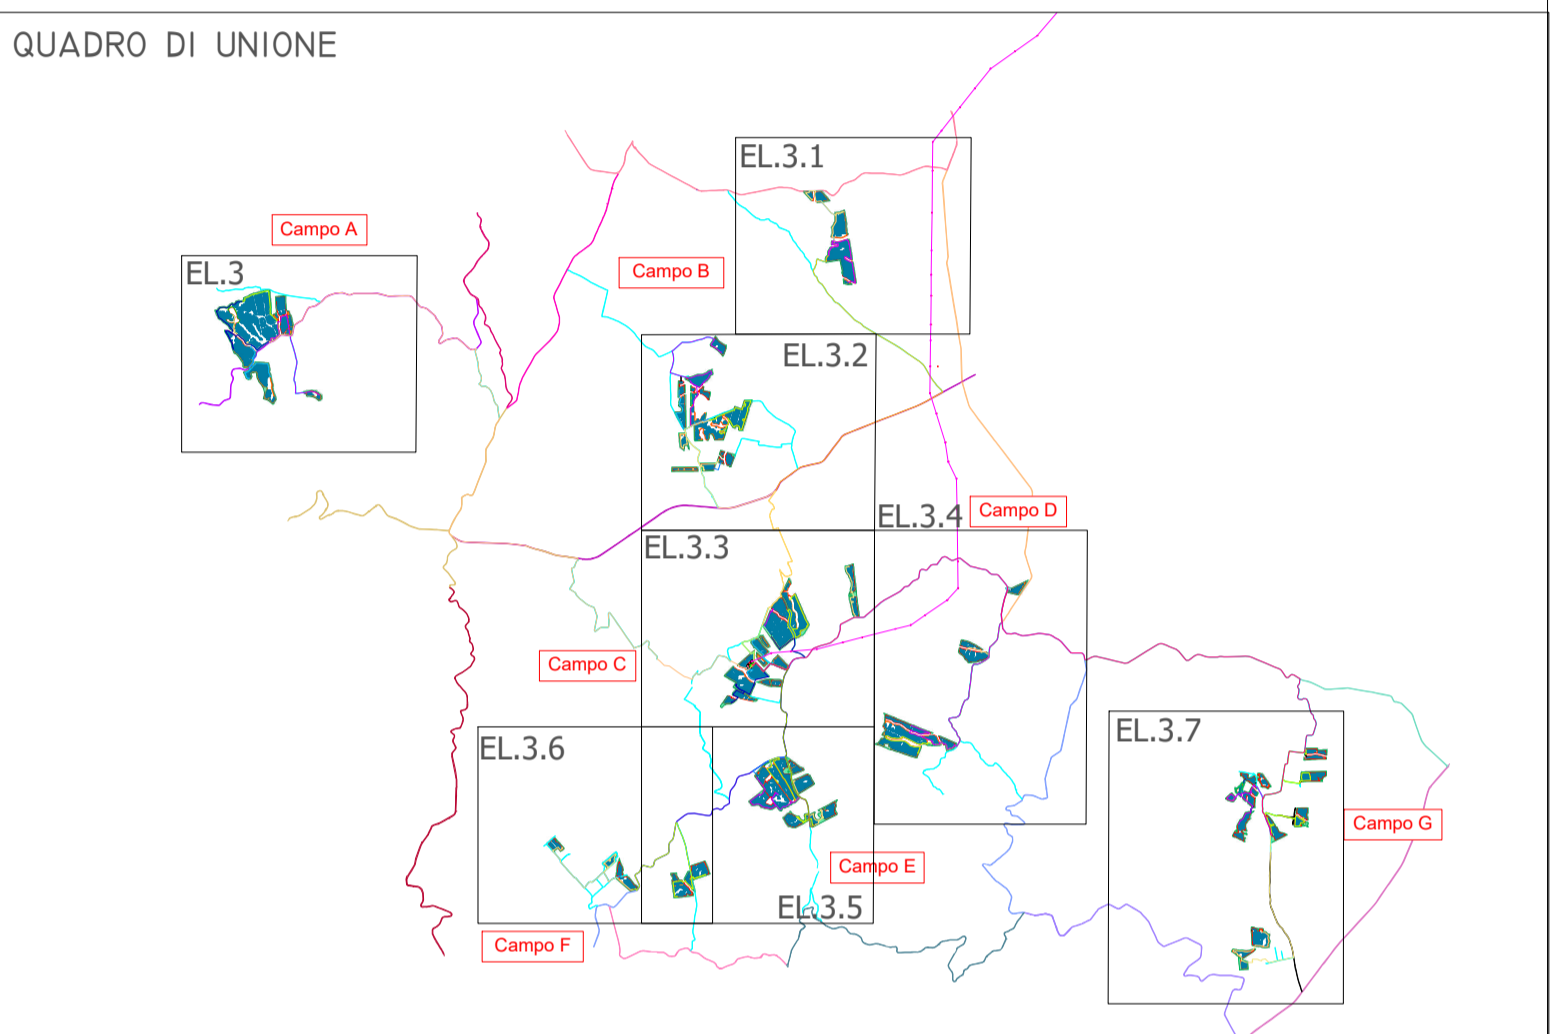 QUADRO DI UNIONE
EL.3.1
Campo A
EL.3
Campo B
EL.3.2
EL.3.4
Campo D
EL.3.3
Campo C
EL.3.7
EL.3.6
Campo G
Campo E
EL.3.5
Campo F